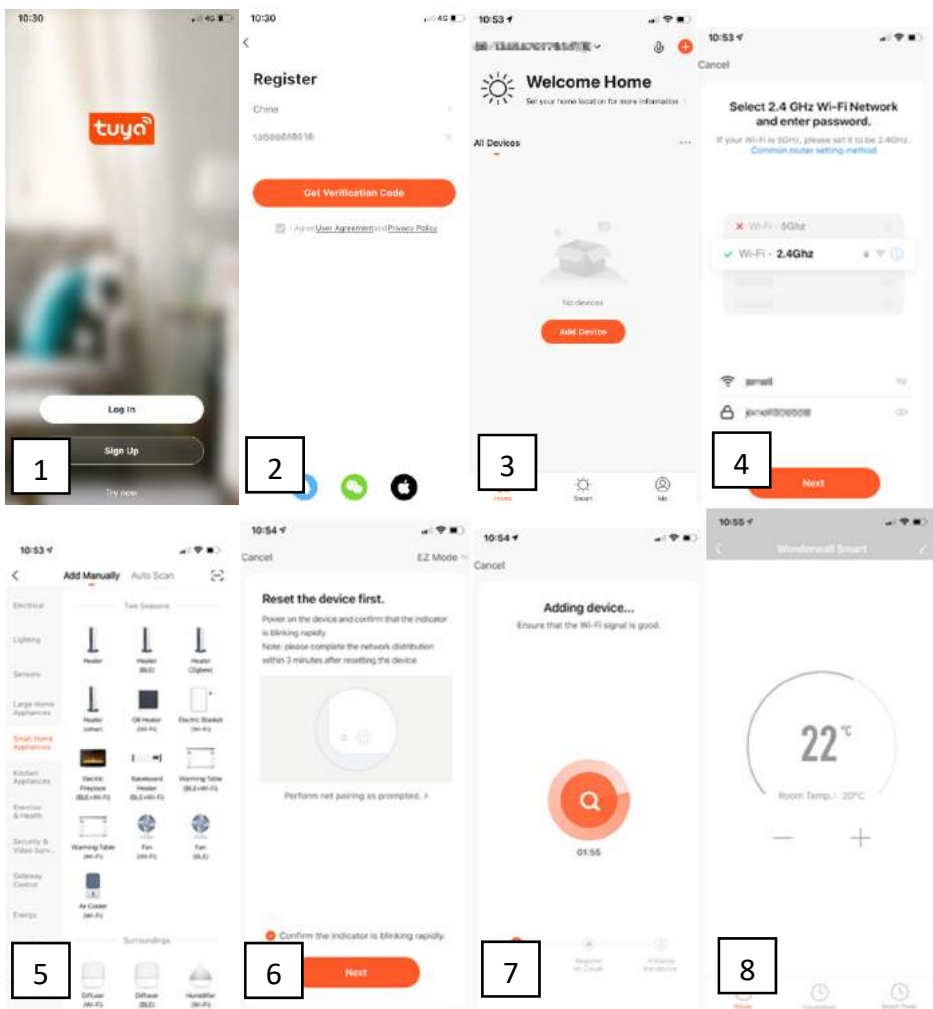 10:30
4G
tuya
Log In
Sign Up
Try now
1
10:30
4G
Register
China
Get Verification Code
I Agree User Agreement and Privacy Policy
2
10:53
Welcome Home
Set your home location for more information
All Devices
No devices
Add Device
Home
Smart
Me
3
10:53
Cancel
Select 2.4 GHz Wi-Fi Network
and enter password.
If your Wi-Fi is 5GHz, please set it to be 2.4GHz.
Common router setting method
Wi-Fi - 5Ghz
Wi-Fi - 2.4Ghz
Next
4
10:53
Add Manually
Auto Scan
Electrical
Lighting
Sensors
Large Home
Appliances
Small Home
Appliances
Kitchen
Appliances
Exercise
& Health
Security &
Video Surv...
Gateway
Control
Energy
Two Seasons
Heater
Heater
(BLE)
Heater
(Zigbee)
Heater
(other)
Oil Heater
(Wi-Fi)
Electric Blanket
(Wi-Fi)
Electric
Fireplace
(BLE+Wi-Fi)
Baseboard
Heater
(BLE+Wi-Fi)
Warming Table
(BLE+Wi-Fi)
Warming Table
(Wi-Fi)
Fan
(Wi-Fi)
Fan
(BLE)
Air Cooler
(Wi-Fi)
Surroundings
Diffuser
(Wi-Fi)
Diffuser
(BLE)
Humidifier
(Wi-Fi)
5
10:54
Cancel
EZ Mode
Reset the device first.
Power on the device and confirm that the indicator
is blinking rapidly.
Note: please complete the network distribution
within 3 minutes after resetting the device.
Perform net pairing as prompted.
Confirm the indicator is blinking rapidly.
Next
6
10:54
Cancel
Adding device...
Ensure that the Wi-Fi signal is good.
01:55
Register
on Cloud
Initialize
the device
7
10:55
Wonderwall Smart
22 °C
Room Temp.: 20°C
Power
Countdown
Smart Timer
8